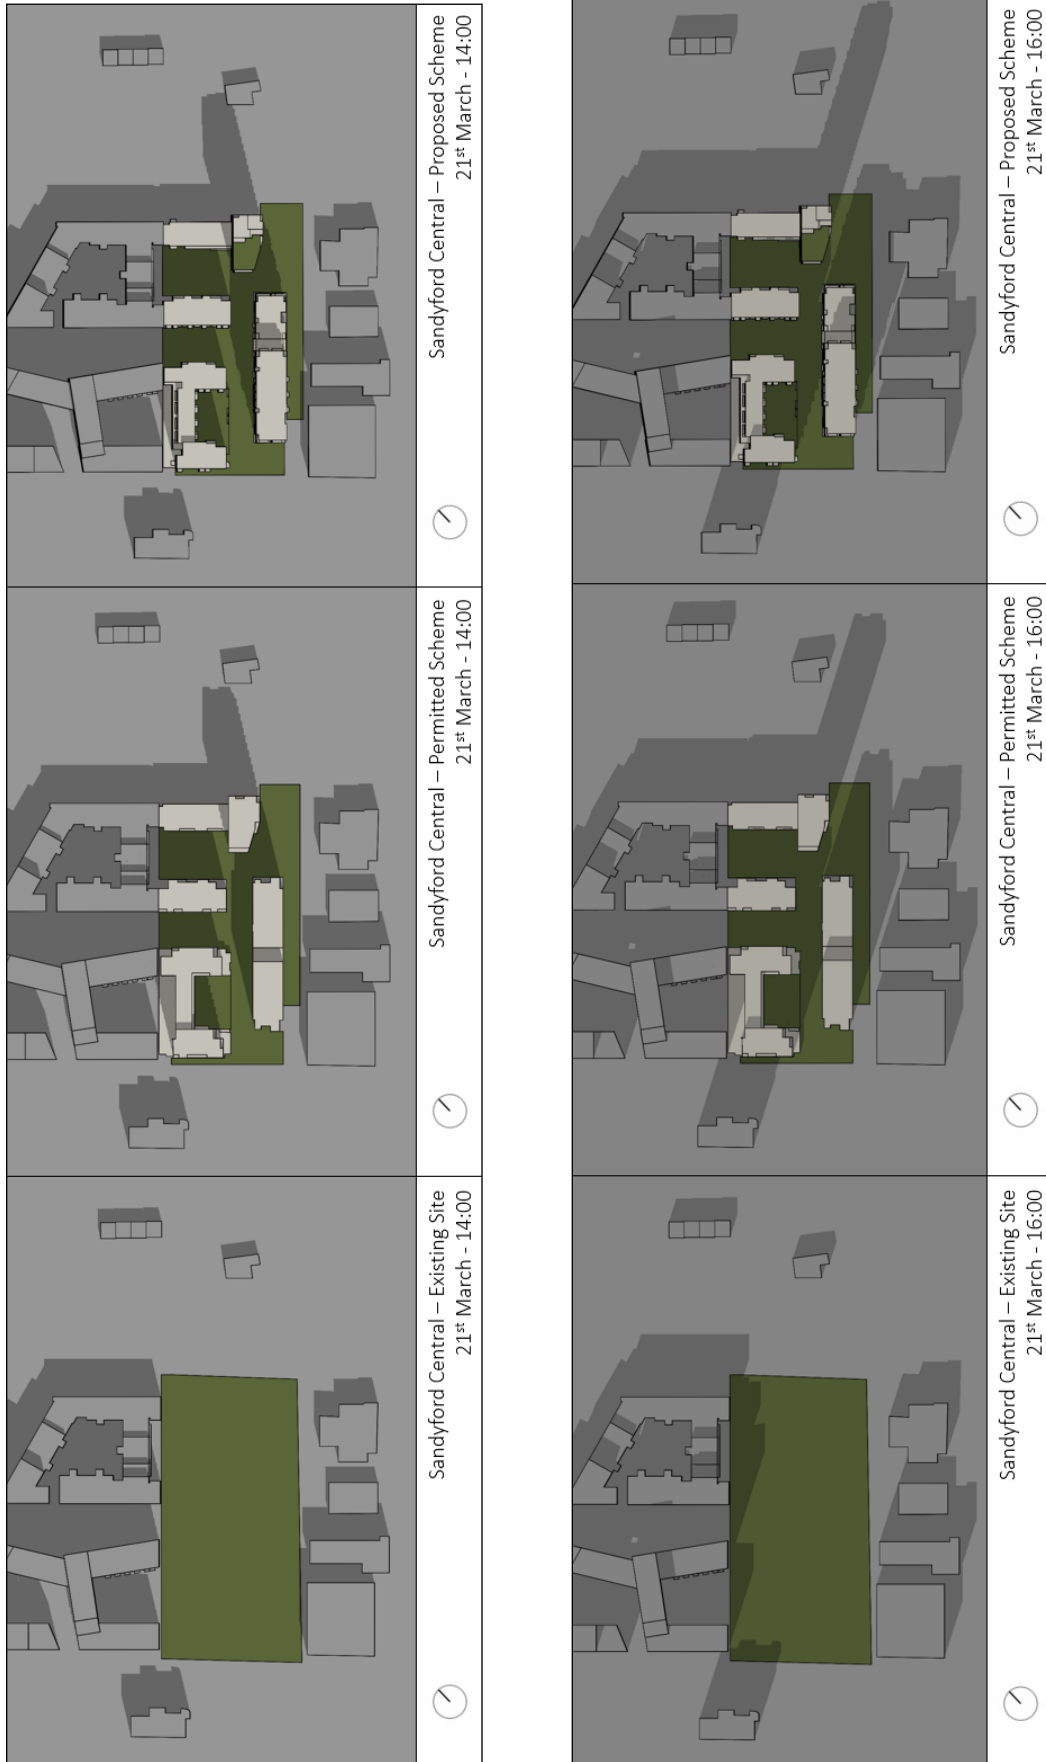 Sandyford Central – Existing Site
21st March - 14:00
Sandyford Central – Permitted Scheme
21st March - 14:00
Sandyford Central – Proposed Scheme
21st March - 14:00
Sandyford Central – Existing Site
21st March - 16:00
Sandyford Central – Permitted Scheme
21st March - 16:00
Sandyford Central – Proposed Scheme
21st March - 16:00